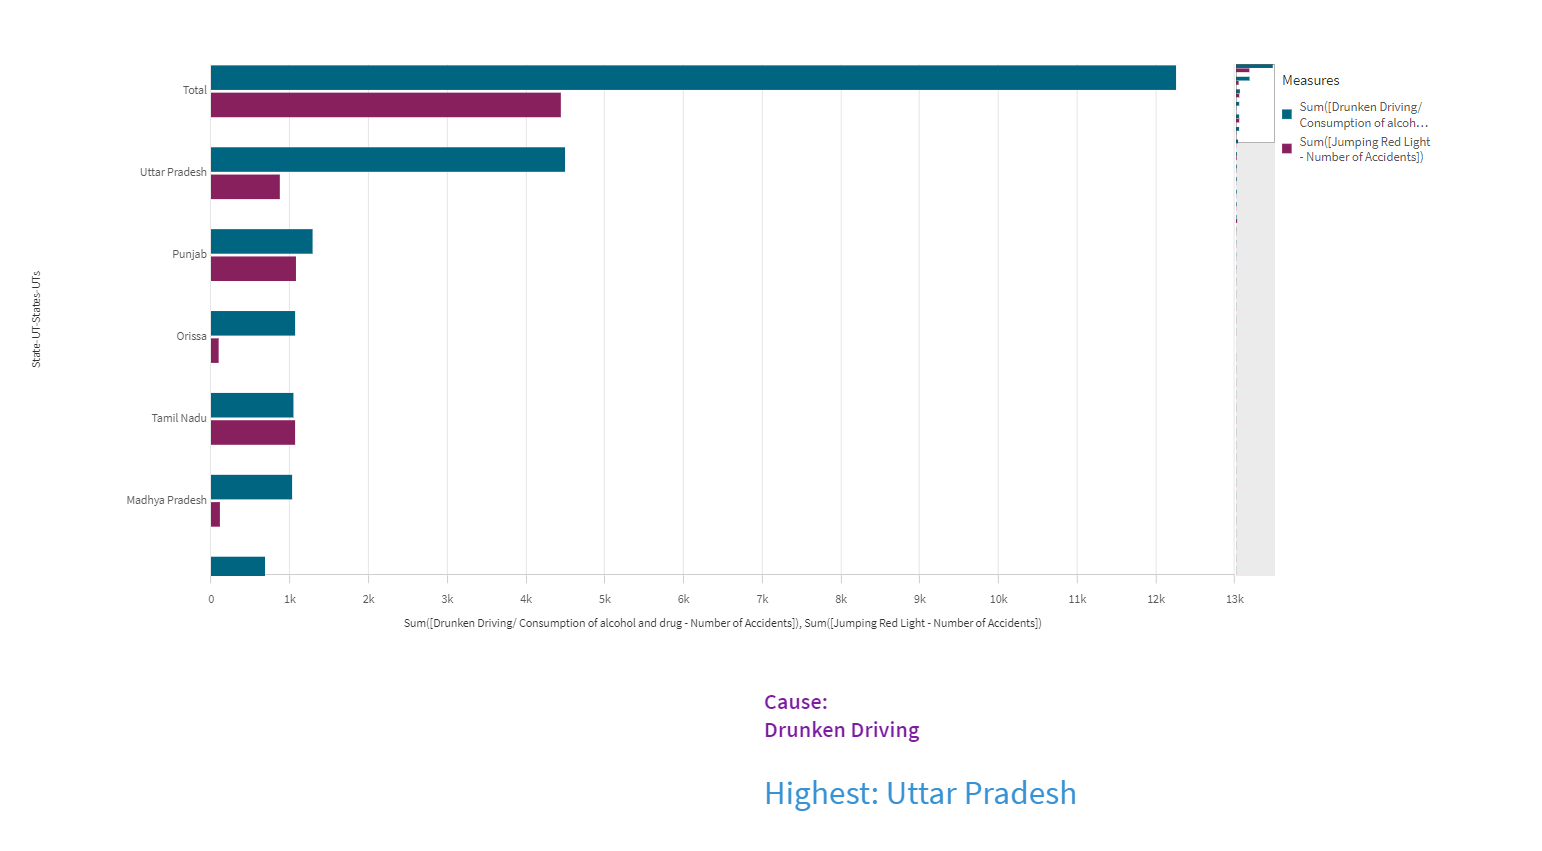 Total
Uttar Pradesh
Punjab
Orissa
Tamil Nadu
Madhya Pradesh
State-UT-States-UTs
0 1k 2k 3k 4k 5k 6k 7k 8k 9k 10k 11k 12k 13k
Sum([Drunken Driving/ Consumption of alcohol and drug - Number of Accidents]), Sum([Jumping Red Light - Number of Accidents])
Measures
Sum([Drunken Driving/
Consumption of alcoh...
Sum([Jumping Red Light
- Number of Accidents])
Cause:
Drunken Driving
Highest: Uttar Pradesh